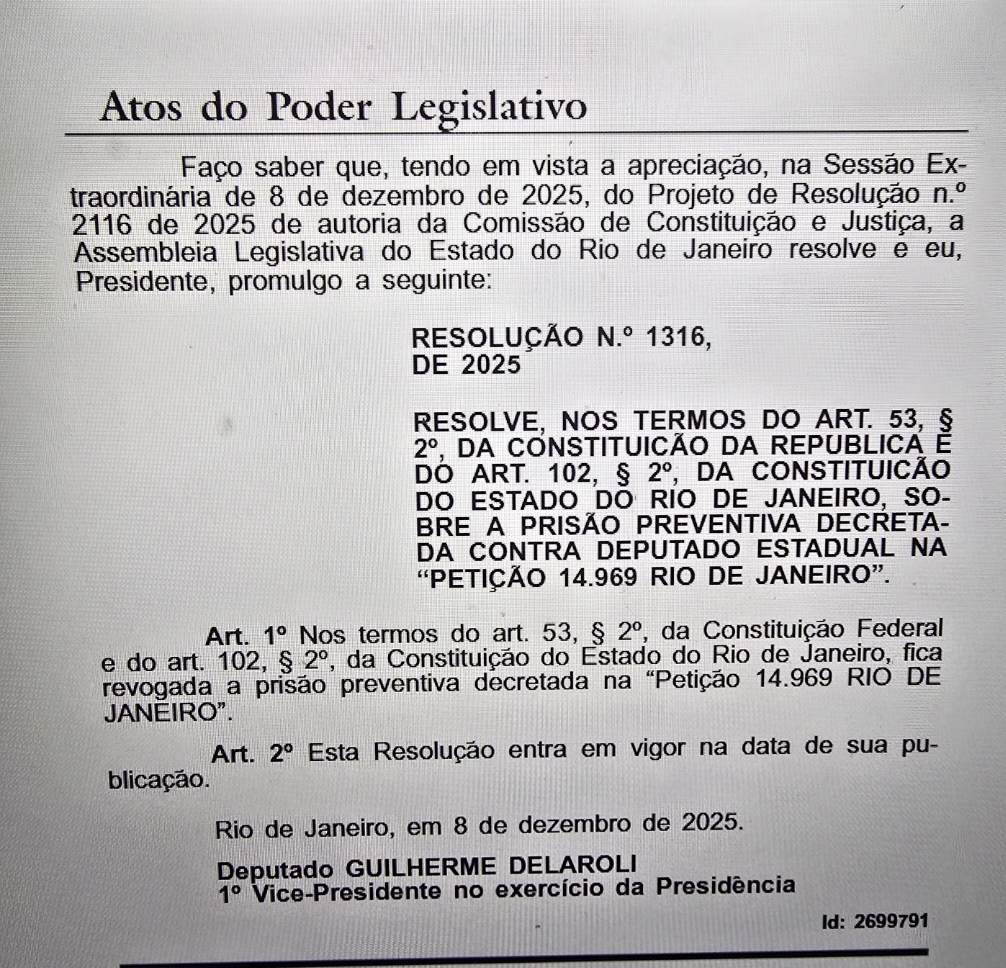 Atos do Poder Legislativo
Faço saber que, tendo em vista a apreciação, na Sessão Ex-
traordinária de 8 de dezembro de 2025, do Projeto de Resolução n.º
2116 de 2025 de autoria da Comissão de Constituição e Justiça, a
Assembleia Legislativa do Estado do Rio de Janeiro resolve e eu,
Presidente, promulgo a seguinte:
RESOLUÇÃO N.º 1316,
DE 2025
RESOLVE, NOS TERMOS DO ART. 53, §
2º, DA CONSTITUICÃO DA REPUBLICA E
DO ART. 102, § 2º, DA CONSTITUICÃO
DO ESTADO DO RIO DE JANEIRO, SO-
BRE A PRISÃO PREVENTIVA DECRETA-
DA CONTRA DEPUTADO ESTADUAL NA
“PETIÇÃO 14.969 RIO DE JANEIRO”.
Art. 1º Nos termos do art. 53, § 2º, da Constituição Federal
e do art. 102, § 2º, da Constituição do Estado do Rio de Janeiro, fica
revogada a prisão preventiva decretada na “Petição 14.969 RIO DE
JANEIRO”.
Art. 2º Esta Resolução entra em vigor na data de sua pu-
blicação.
Rio de Janeiro, em 8 de dezembro de 2025.
Deputado GUILHERME DELAROLI
1º Vice-Presidente no exercício da Presidência
Id: 2699791